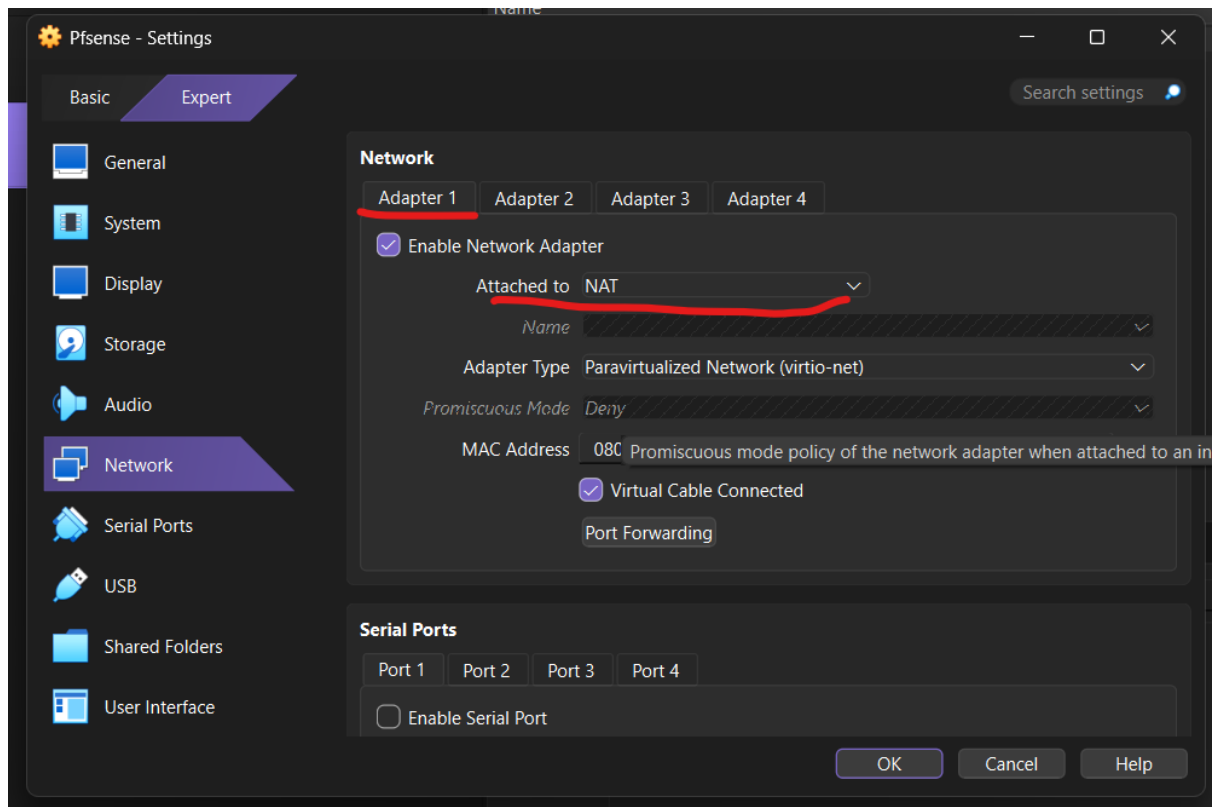 Name
Pfsense - Settings
Basic
Expert
Search settings
General
System
Display
Storage
Audio
Network
Serial Ports
USB
Shared Folders
User Interface
Network
Adapter 1
Adapter 2
Adapter 3
Adapter 4
Enable Network Adapter
Attached to NAT
Name
Adapter Type Paravirtualized Network (virtio-net)
Promiscuous Mode Deny
MAC Address 080
Promiscuous mode policy of the network adapter when attached to an in
Virtual Cable Connected
Port Forwarding
Serial Ports
Port 1
Port 2
Port 3
Port 4
Enable Serial Port
OK
Cancel
Help